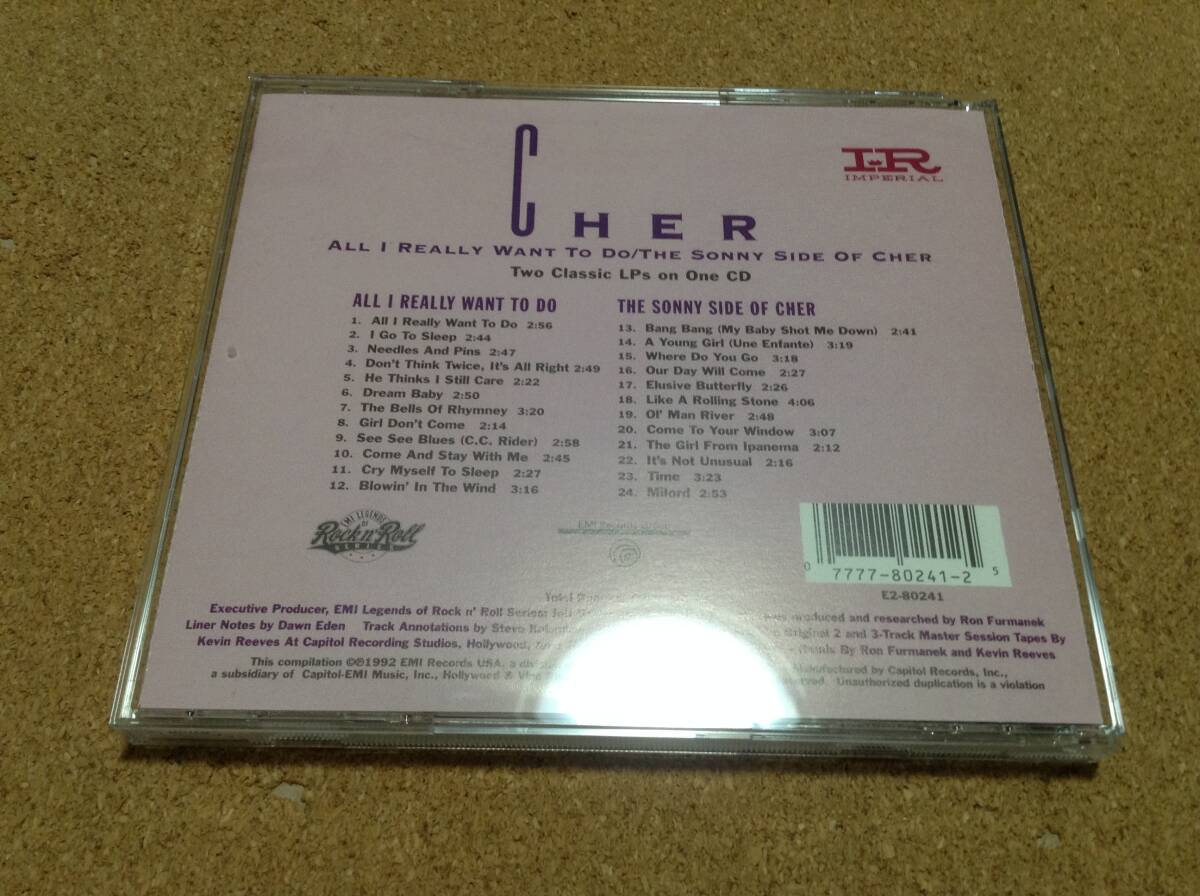 CHER
IR
IMPERIAL
ALL I REALLY WANT TO DO/THE SONNY SIDE OF CHER
Two Classic LPs on One CD
ALL I REALLY WANT TO DO
1. All I Really Want To Do 2:56
2. I Go To Sleep 2:44
3. Needles And Pins 2:47
4. Don't Think Twice, It's All Right 2:49
5. He Thinks I Still Care 2:22
6. Dream Baby 2:50
7. The Bells Of Rhymney 3:20
8. Girl Don't Come 2:14
9. See See Blues (C.C. Rider) 2:58
10. Come And Stay With Me 2:45
11. Cry Myself To Sleep 2:27
12. Blowin' In The Wind 3:16
THE SONNY SIDE OF CHER
13. Bang Bang (My Baby Shot Me Down) 2:41
14. A Young Girl (Une Enfante) 3:19
15. Where Do You Go 3:18
16. Our Day Will Come 2:27
17. Elusive Butterfly 2:26
18. Like A Rolling Stone 4:06
19. Ol' Man River 2:48
20. Come To Your Window 3:07
21. The Girl From Ipanema 2:12
22. It's Not Unusual 2:16
23. Time 3:23
24. Milord 2:53
EMI LEGENDS
OF
Rock n' Roll
SERIES
EMI Records
0 7777-80241-2 5
E2-80241
Executive Producer, EMI Legends of Rock n' Roll Series: produced and researched by Ron Furmanek
Liner Notes by Dawn Eden Track Annotations by Steve Original 2 and 3-Track Master Session Tapes By
Kevin Reeves At Capitol Recording Studios, Hollywood, By Ron Furmanek and Kevin Reeves
This compilation ©℗1992 EMI Records USA, a Manufactured by Capitol Records, Inc.,
a subsidiary of Capitol-EMI Music, Inc., Hollywood & Unauthorized duplication is a violation